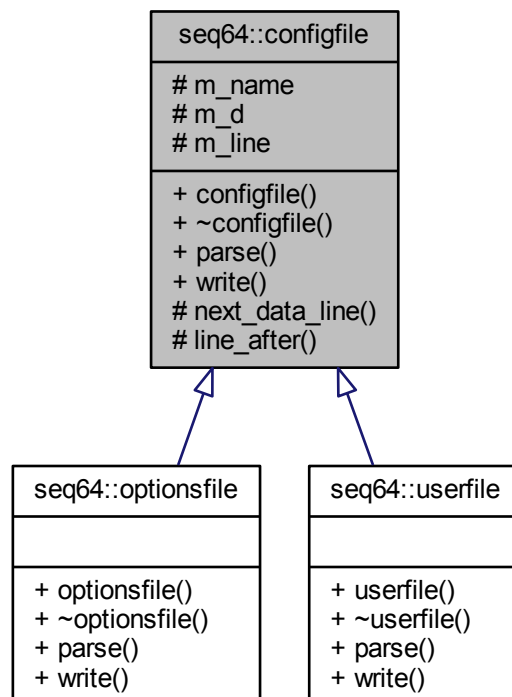 seq64::configfile
# m_name
# m_d
# m_line
+ configfile()
+ ~configfile()
+ parse()
+ write()
# next_data_line()
# line_after()
seq64::optionsfile
+ optionsfile()
+ ~optionsfile()
+ parse()
+ write()
seq64::userfile
+ userfile()
+ ~userfile()
+ parse()
+ write()